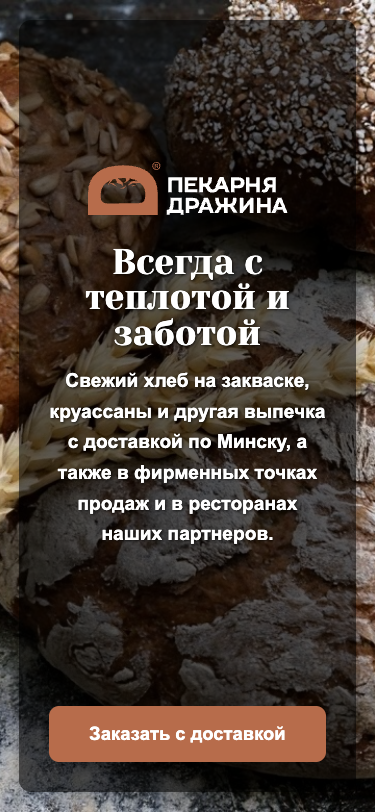 ®
ПЕКАРНЯ
ДРАЖИНА
Всегда с
теплотой и
заботой
Свежий хлеб на закваске,
круассаны и другая выпечка
с доставкой по Минску, а
также в фирменных точках
продаж и в ресторанах
наших партнеров.
Заказать с доставкой